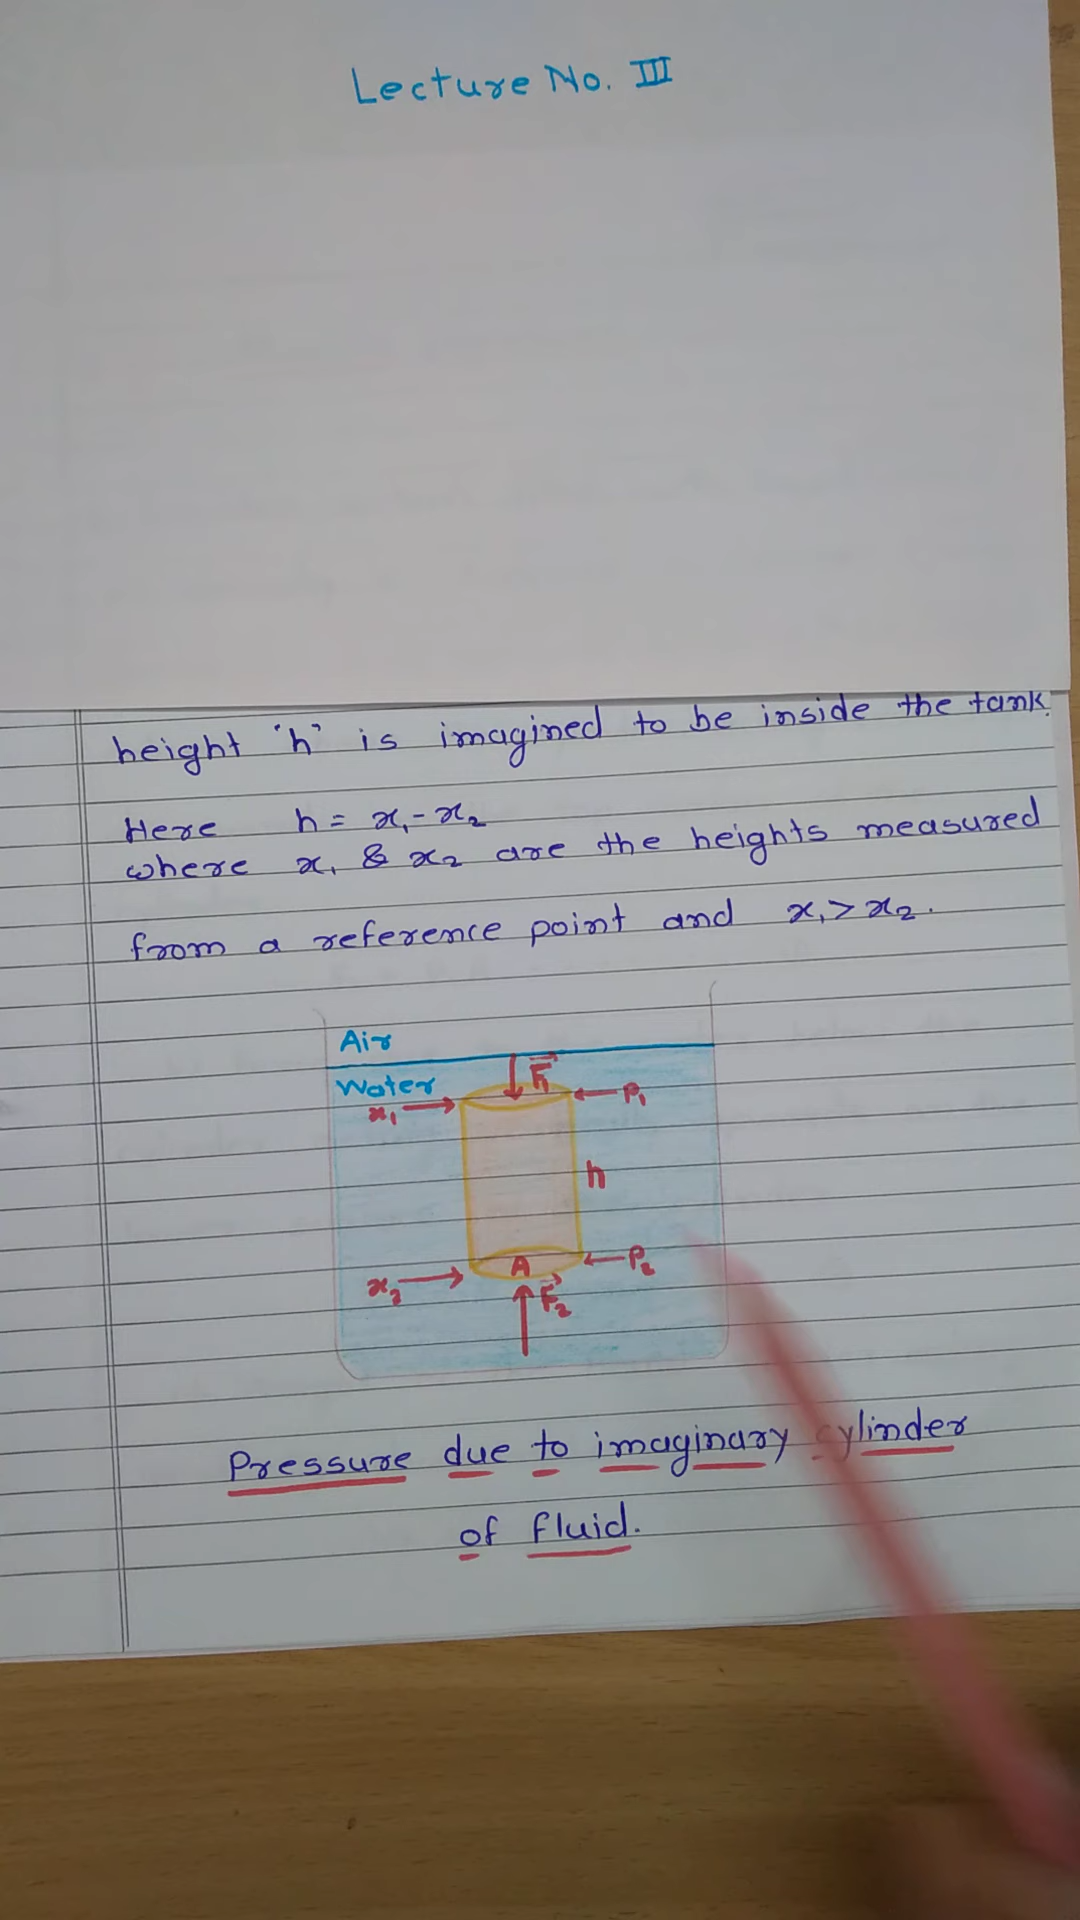 Lecture No. III
height 'h' is imagined to be inside the tank.
Here h = x₁ - x₂
where x₁ & x₂ are the heights measured
from a reference point and x₁ > x₂.
Air
Water
F₁
x₁
P₁
h
A
P₂
x₂
F₂
Pressure due to imaginary cylinder
of fluid.